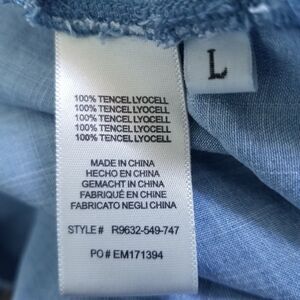 L
100% TENCEL LYOCELL
100% TENCEL LYOCELL
100% TENCEL LYOCELL
100% TENCEL LYOCELL
100% TENCEL LYOCELL
MADE IN CHINA
HECHO EN CHINA
GEMACHT IN CHINA
FABRIQUÉ EN CHINE
FABRICATO NEGLI CHINA
STYLE# R9632-549-747
PO# EM171394